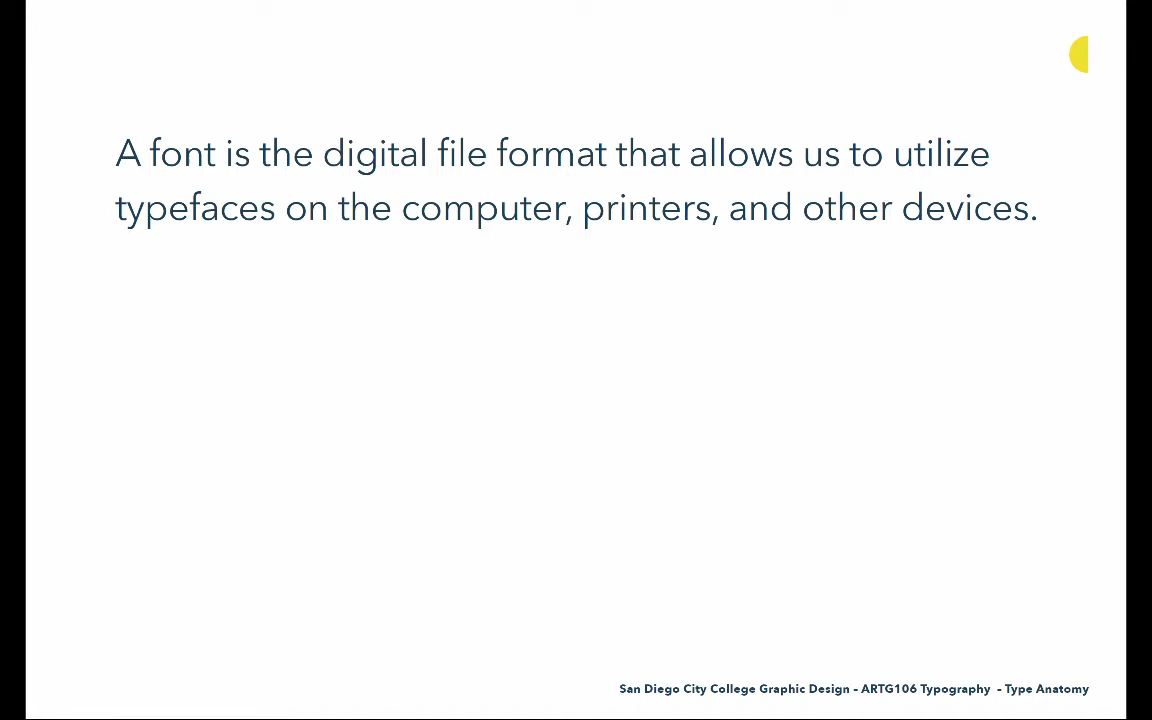 A font is the digital file format that allows us to utilize
typefaces on the computer, printers, and other devices.
San Diego City College Graphic Design – ARTG106 Typography – Type Anatomy